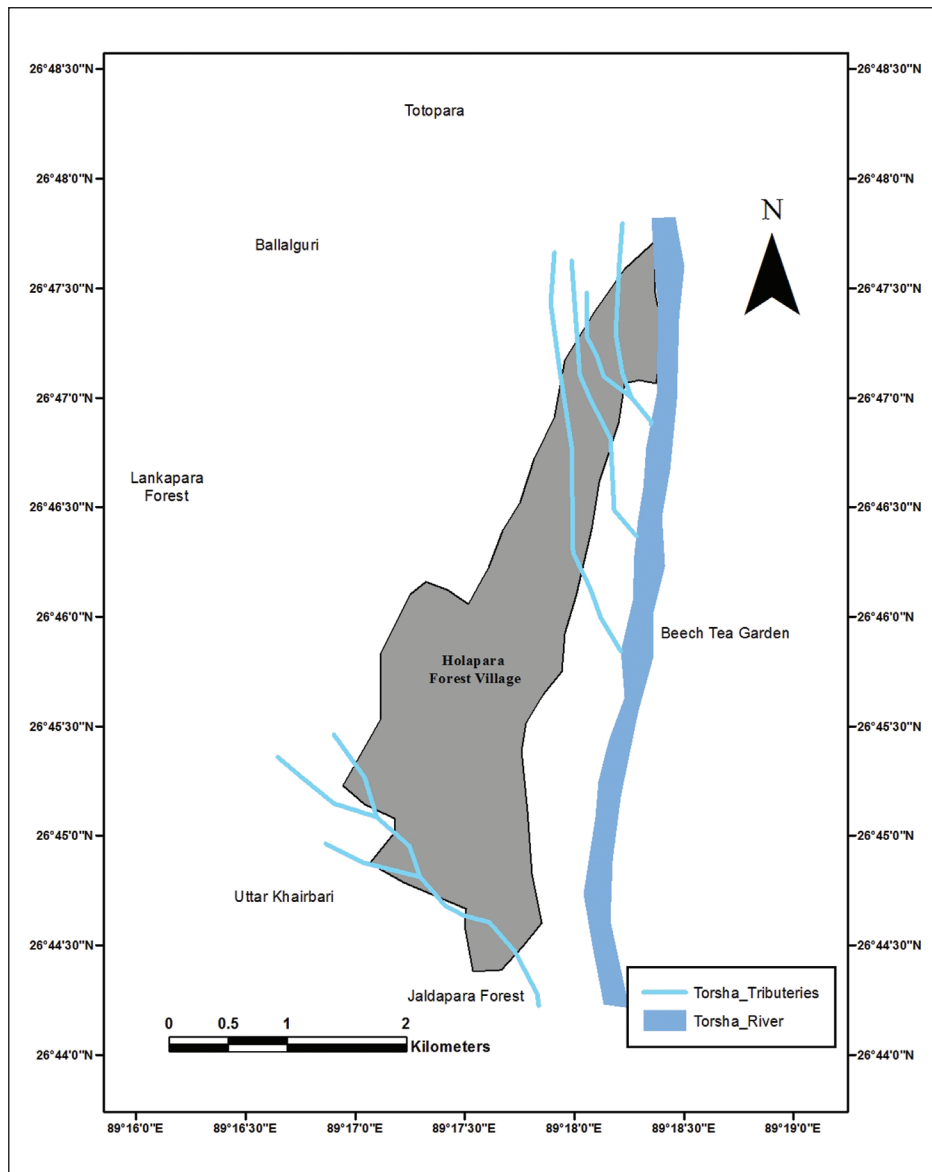 Totopara
Ballalguri
N
Lankapara
Forest
Beech Tea Garden
Holapara
Forest Village
Uttar Khairbari
Jaldapara Forest
Torsha_Tributeries
Torsha_River
0 0.5 1 2
Kilometers
26°48'30"N
26°48'0"N
26°47'30"N
26°47'0"N
26°46'30"N
26°46'0"N
26°45'30"N
26°45'0"N
26°44'30"N
26°44'0"N
26°48'30"N
26°48'0"N
26°47'30"N
26°47'0"N
26°46'30"N
26°46'0"N
26°45'30"N
26°45'0"N
26°44'30"N
26°44'0"N
89°16'0"E 89°16'30"E 89°17'0"E 89°17'30"E 89°18'0"E 89°18'30"E 89°19'0"E